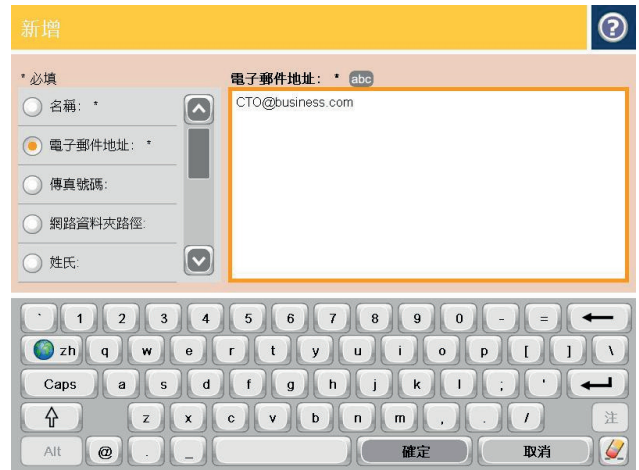 新增
?
* 必填
電子郵件地址: * abc
名稱: *
電子郵件地址: *
傳真號碼:
網路資料夾路徑:
姓氏:
CTO@business.com
` 1 2 3 4 5 6 7 8 9 0 - =
zh q w e r t y u i o p [ ] \
Caps a s d f g h j k l ; '
z x c v b n m , . / 注
Alt @ . _ 確定 取消